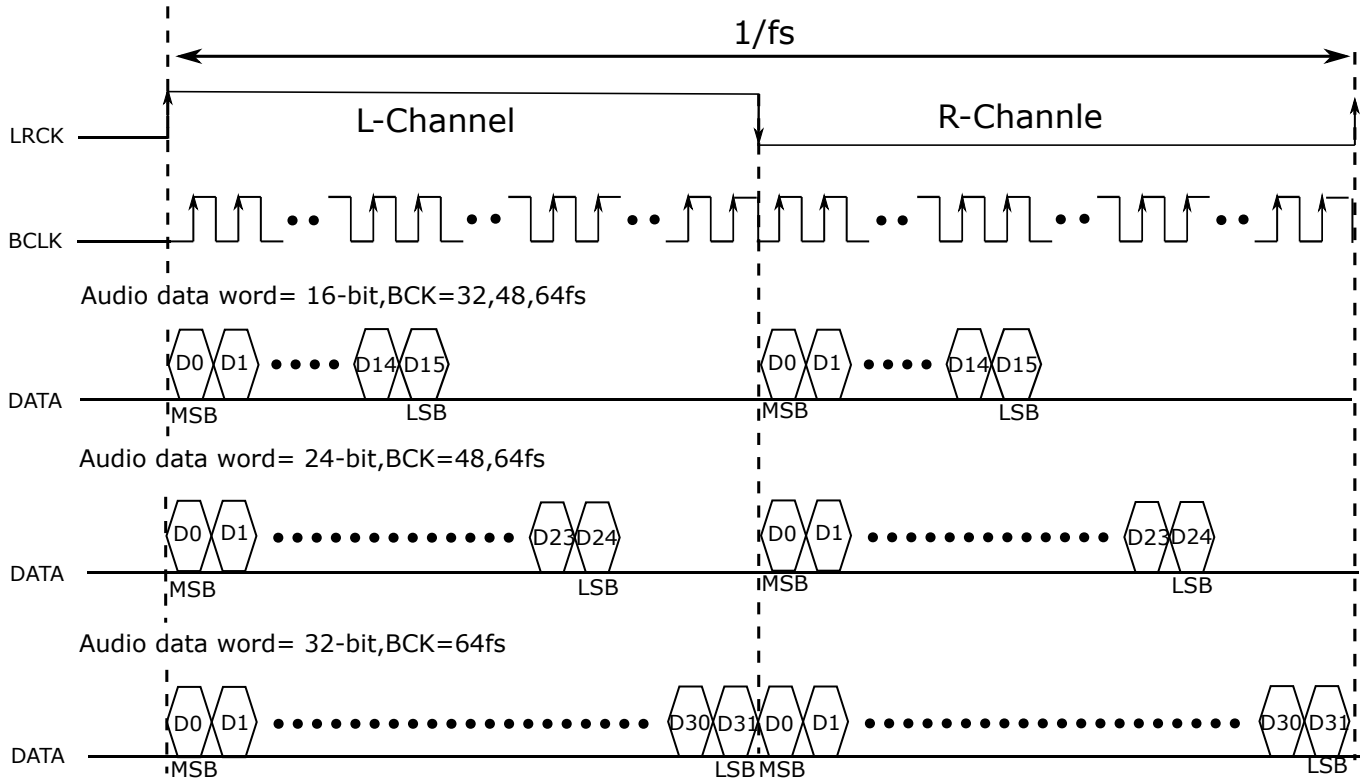 1/fs
LRCK L-Channel R-Channle
BCLK
Audio data word= 16-bit,BCK=32,48,64fs
D0 D1 D14 D15 D0 D1 D14 D15
DATA
MSB LSB MSB LSB
Audio data word= 24-bit,BCK=48,64fs
D0 D1 D23 D24 D0 D1 D23 D24
DATA
MSB LSB MSB LSB
Audio data word= 32-bit,BCK=64fs
D0 D1 D30 D31 D0 D1 D30 D31
DATA
MSB LSB MSB LSB